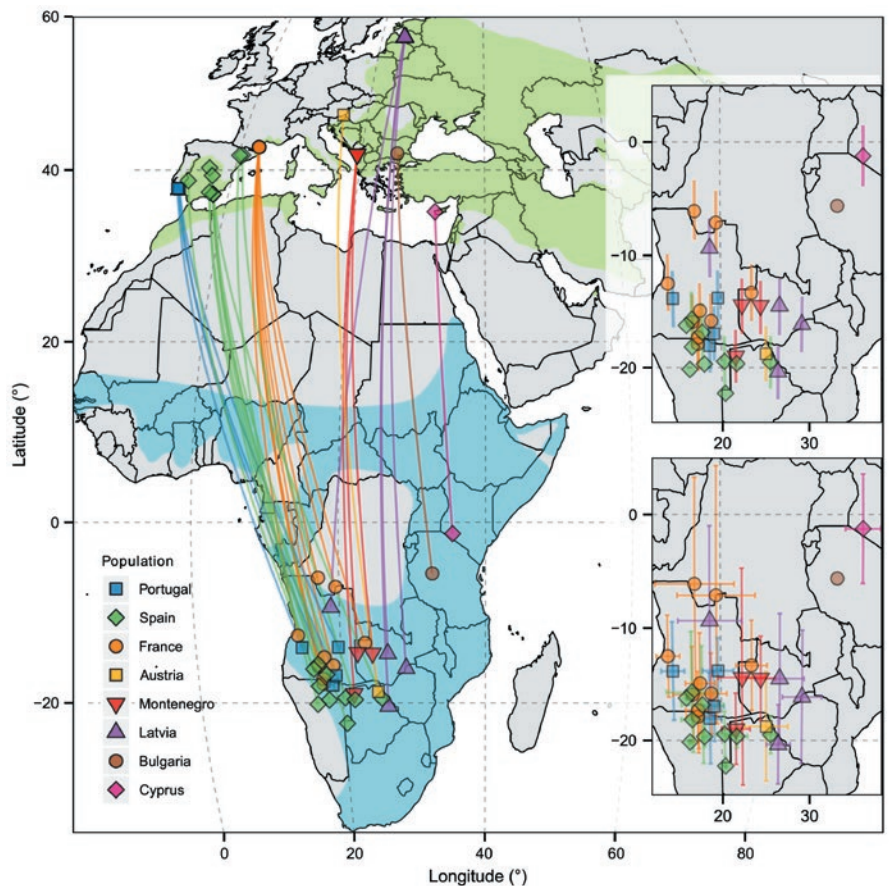 60
40
20
0
−20
Latitude (°)
0
20
40
60
80
Longitude (°)
Population
Portugal
Spain
France
Austria
Montenegro
Latvia
Bulgaria
Cyprus
0
−10
−20
20
30
0
−10
−20
20
30